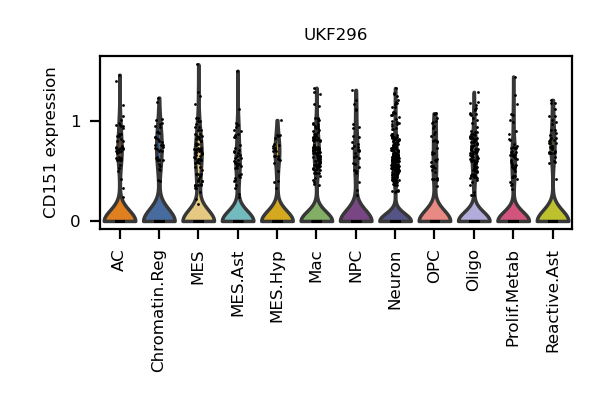 UKF296
CD151 expression
1
0
AC
Chromatin.Reg
MES
MES.Ast
MES.Hyp
Mac
NPC
Neuron
OPC
Oligo
Prolif.Metab
Reactive.Ast